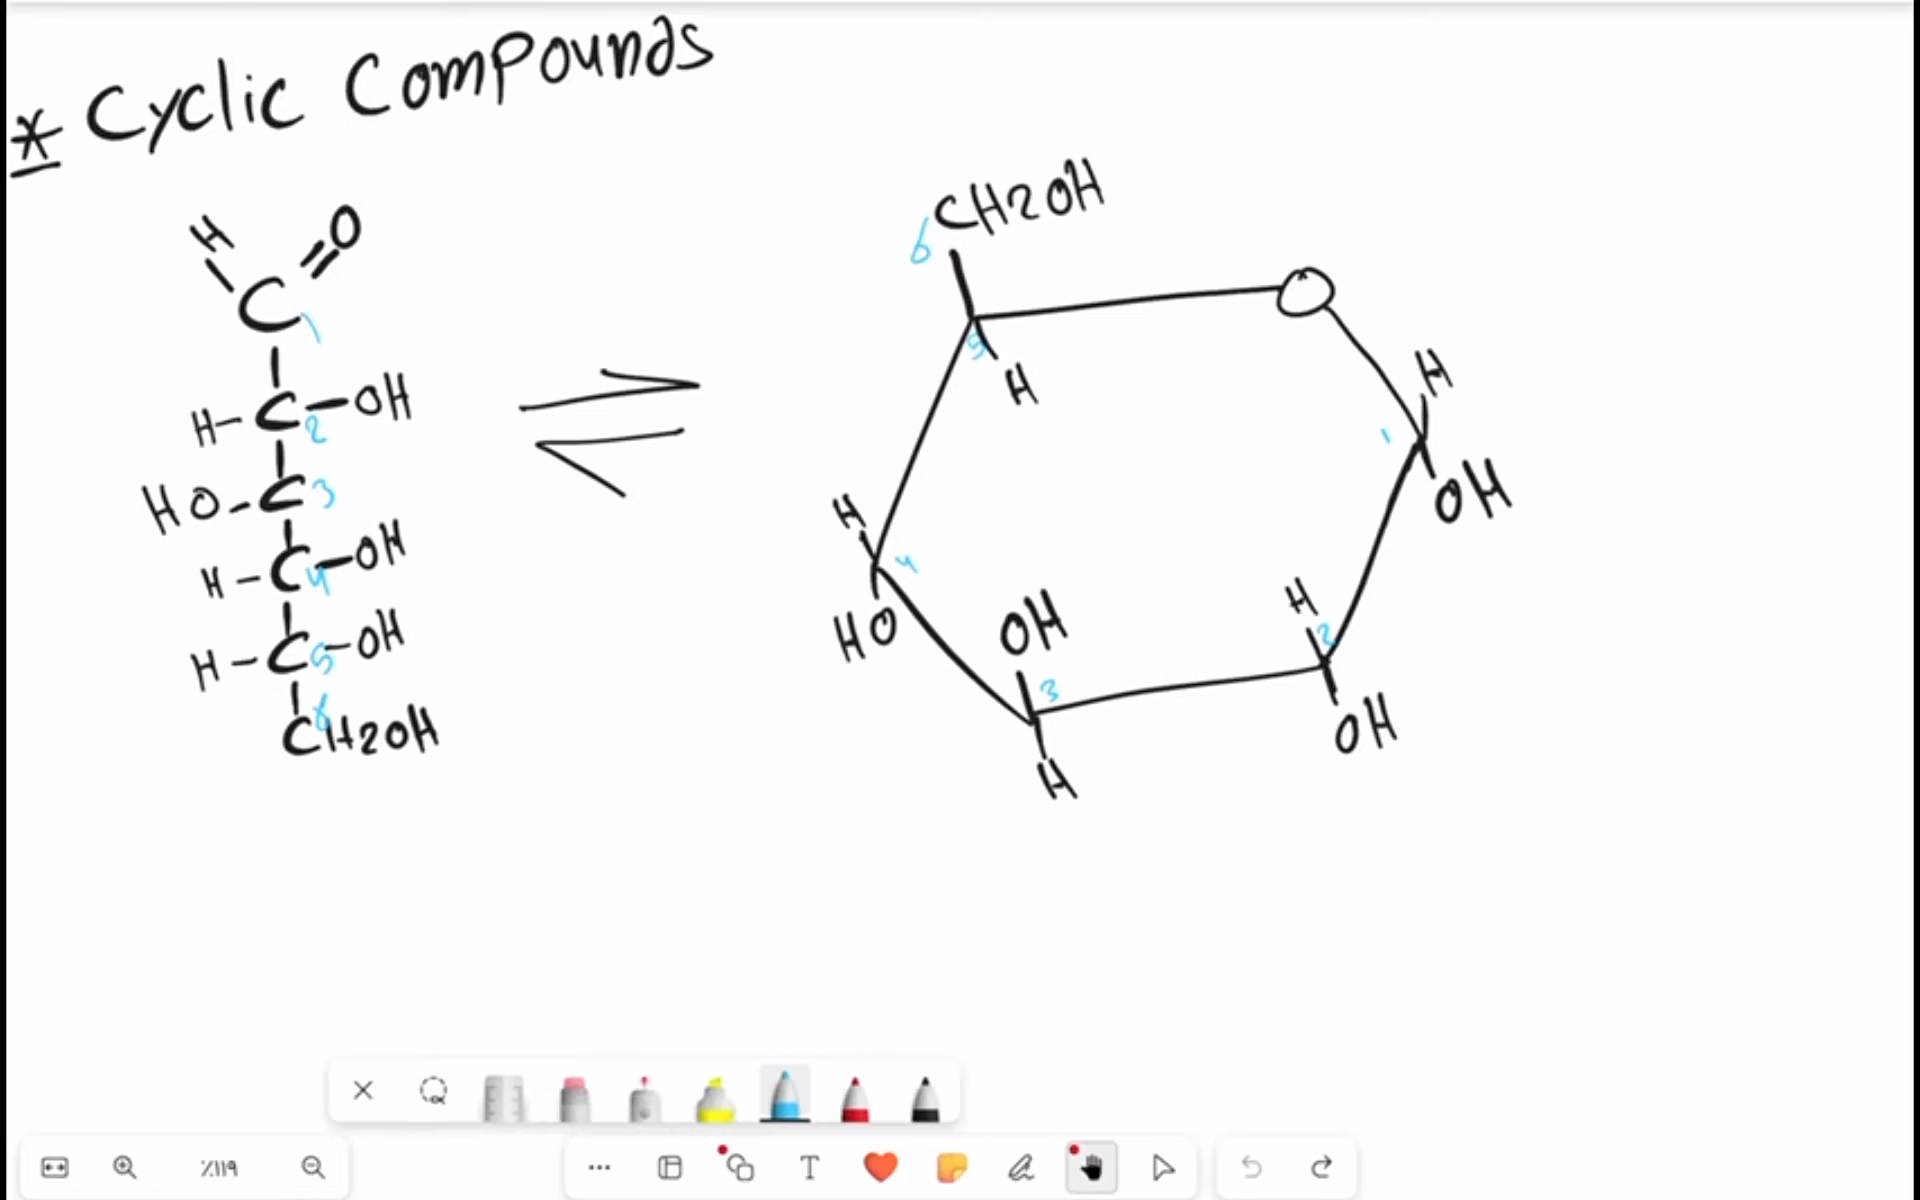 * Cyclic Compounds
H
O
C 1
H-C-OH 2
HO-C 3
H-C-OH 4
H-C-OH 5
CH2OH 6
6 CH2OH
O
5
H
H
1
OH
H
4
HO
OH
3
H
H
2
OH
٪119
T